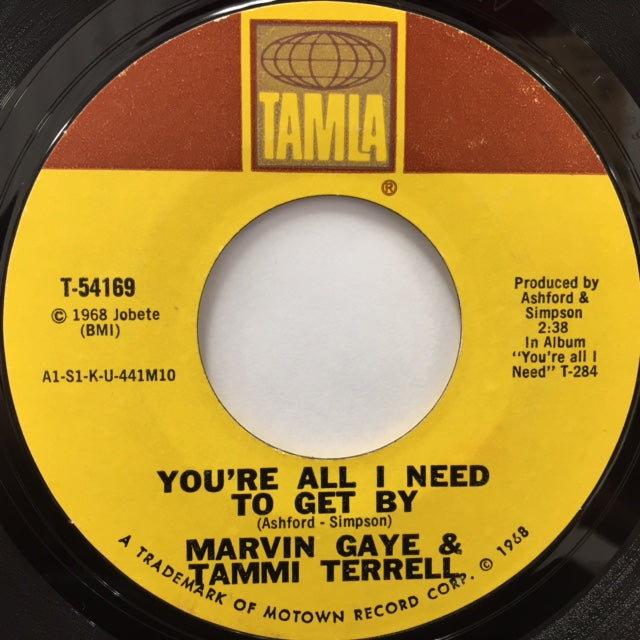 TAMLA
®
T-54169
© 1968 Jobete
(BMI)
A1-S1-K-U-441M10
Produced by
Ashford &
Simpson
2:38
In Album
"You're all I
Need" T-284
YOU'RE ALL I NEED
TO GET BY
(Ashford - Simpson)
MARVIN GAYE &
TAMMI TERRELL
A TRADEMARK OF MOTOWN RECORD CORP. © 1968